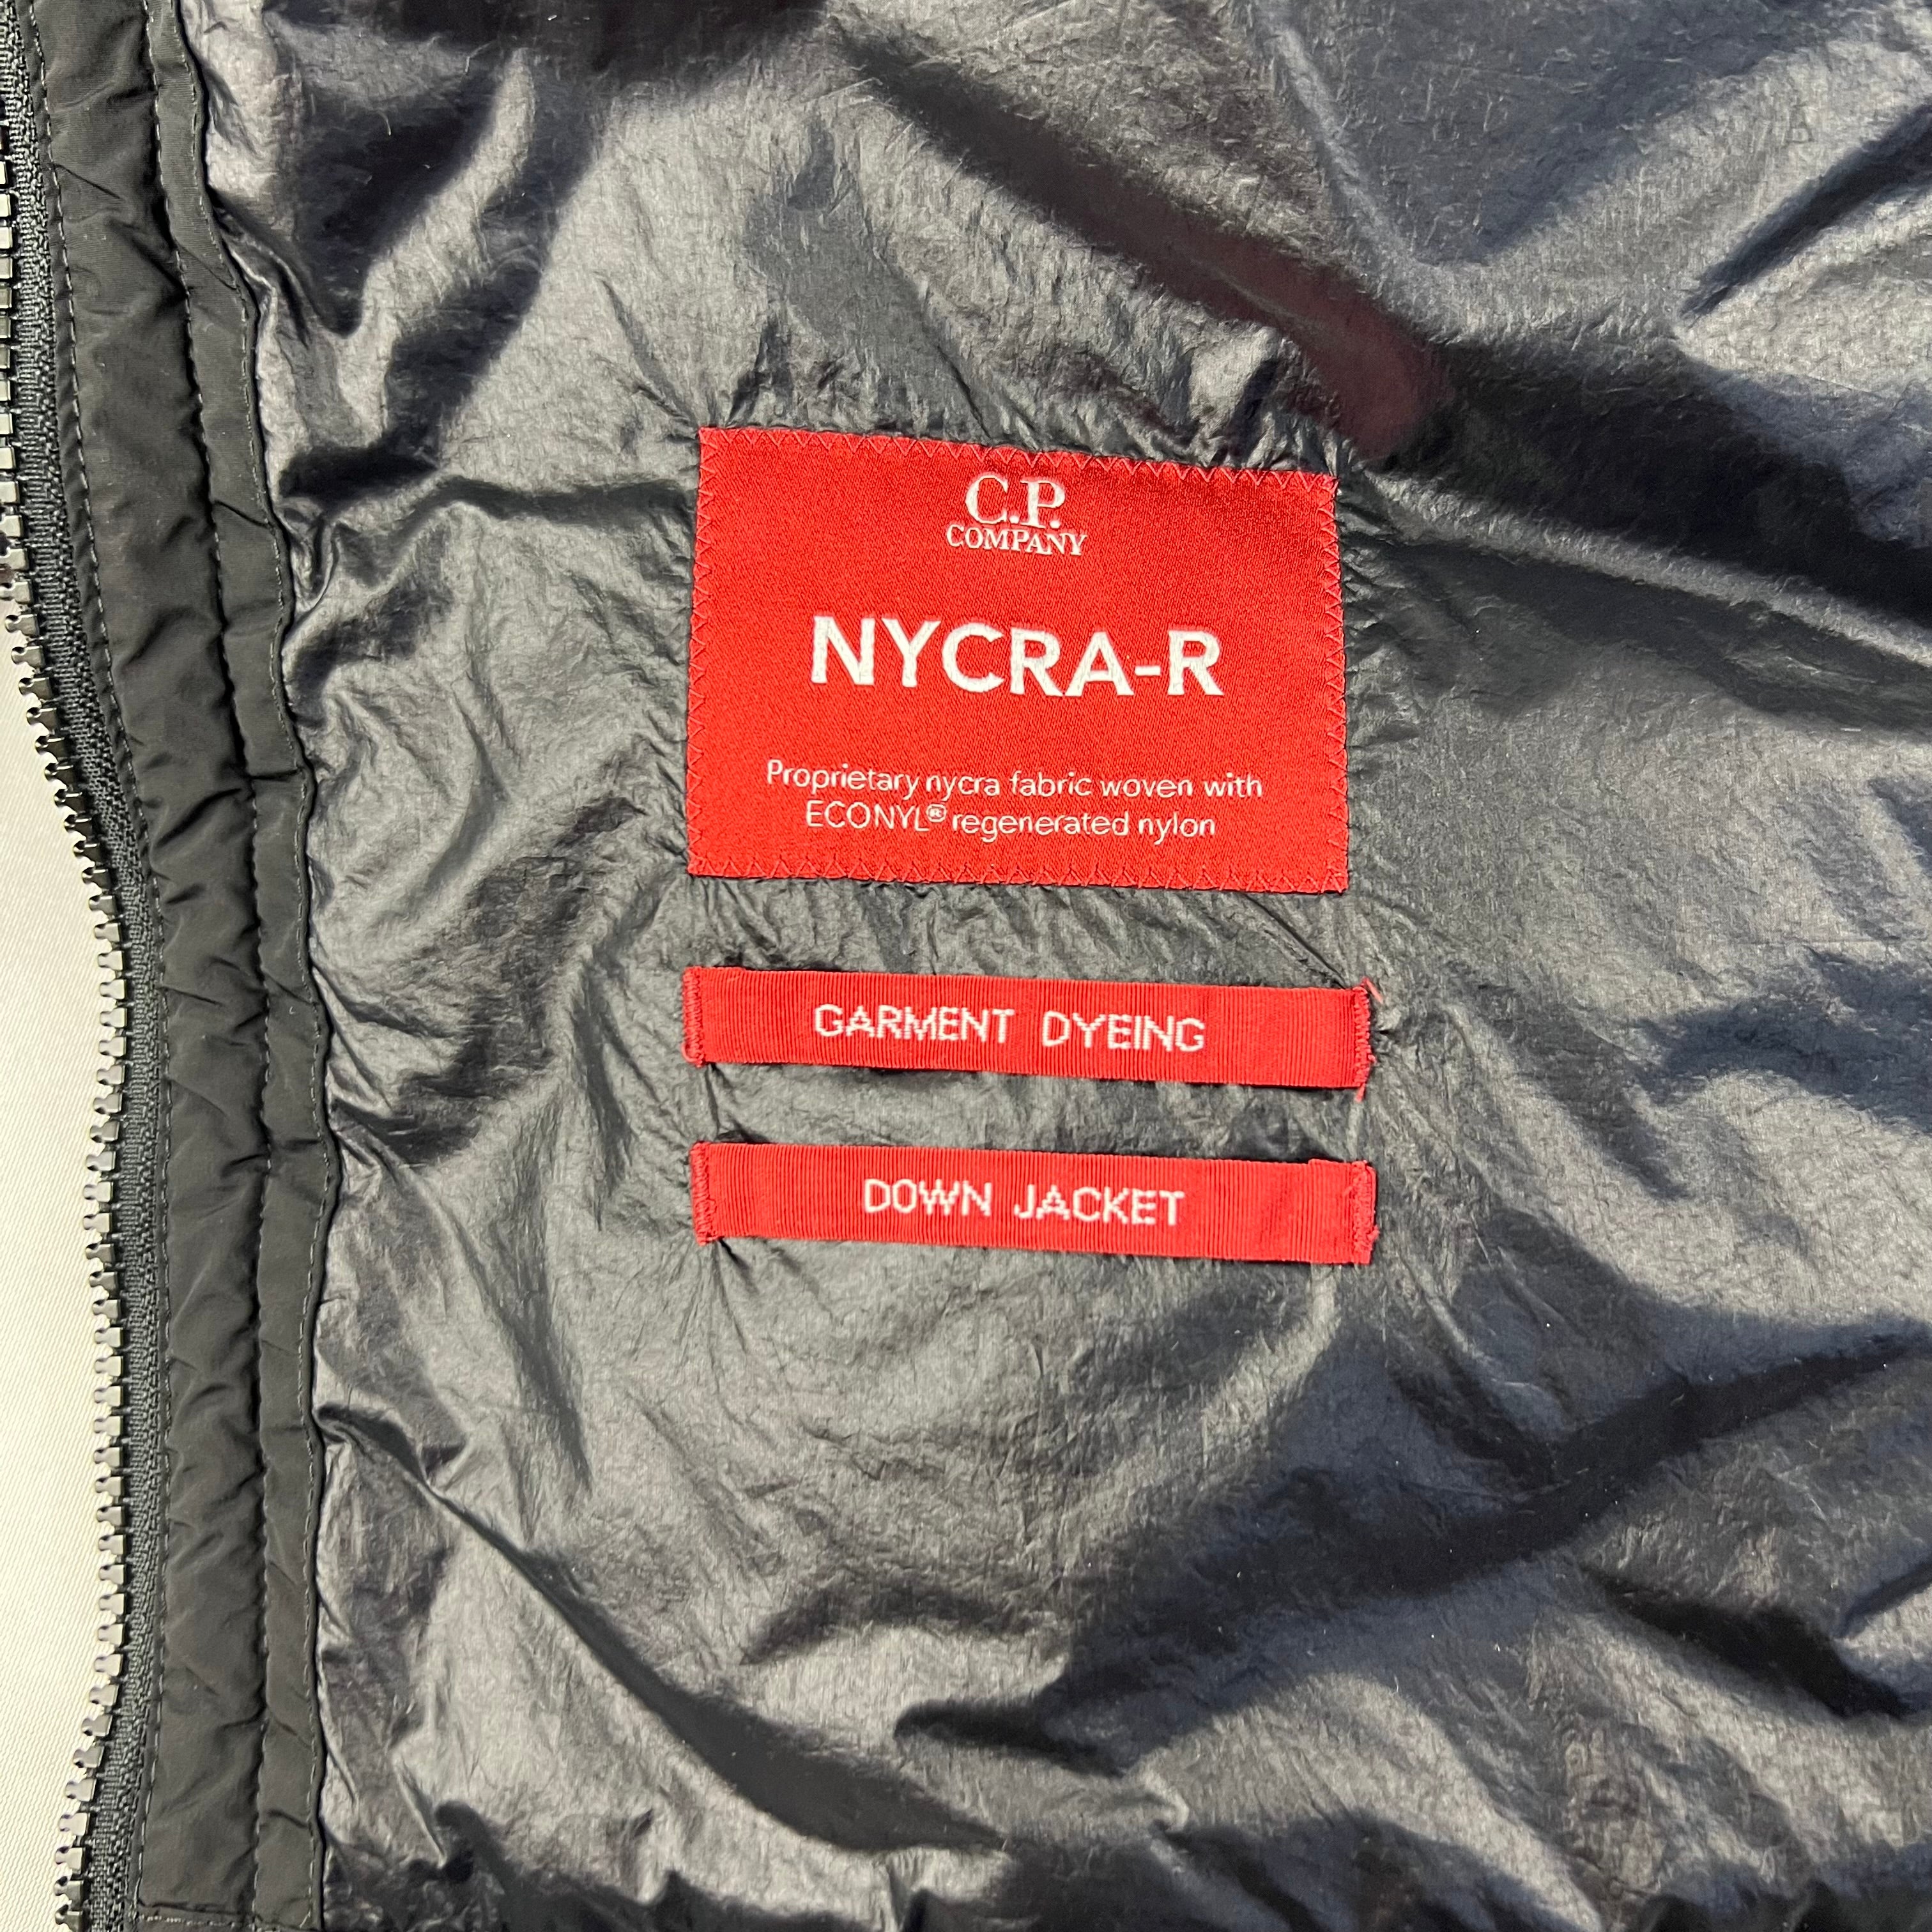 C.P.
COMPANY
NYCRA-R
Proprietary nycra fabric woven with
ECONYL® regenerated nylon
GARMENT DYEING
DOWN JACKET